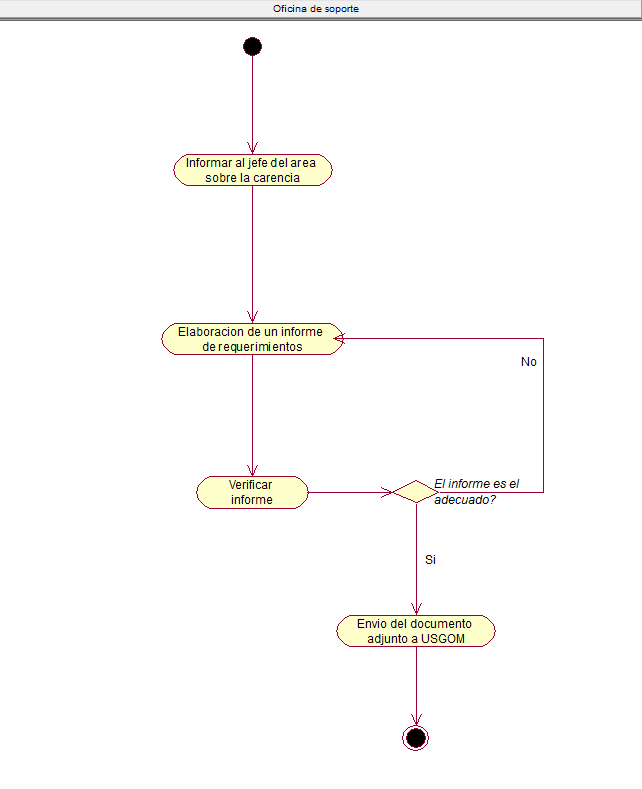 Oficina de soporte
Informar al jefe del area
sobre la carencia
Elaboracion de un informe
de requerimientos
No
Verificar
informe
El informe es el
adecuado?
Si
Envio del documento
adjunto a USGOM